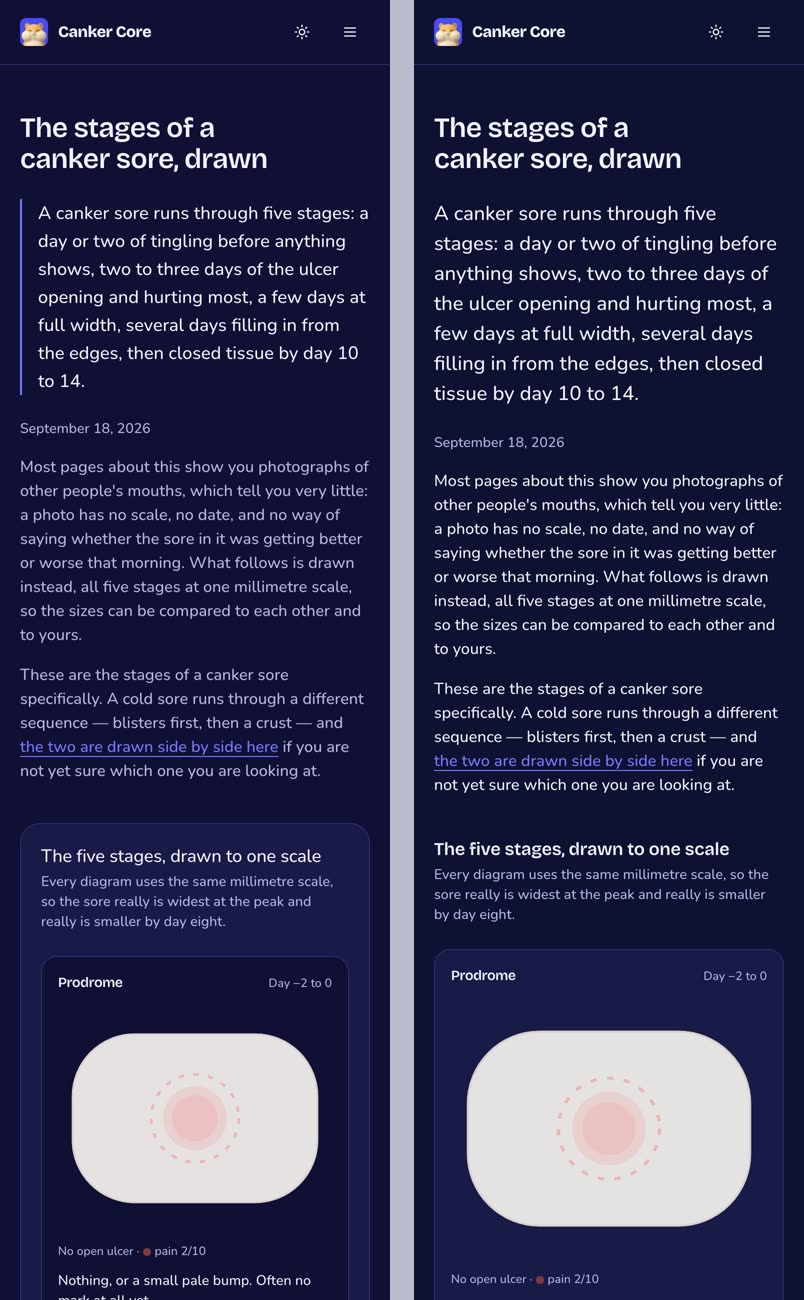 Canker Core
The stages of a
canker sore, drawn
A canker sore runs through five stages: a
day or two of tingling before anything
shows, two to three days of the ulcer
opening and hurting most, a few days at
full width, several days filling in from
the edges, then closed tissue by day 10
to 14.
September 18, 2026
Most pages about this show you photographs of
other people's mouths, which tell you very little:
a photo has no scale, no date, and no way of
saying whether the sore in it was getting better
or worse that morning. What follows is drawn
instead, all five stages at one millimetre scale,
so the sizes can be compared to each other and
to yours.
These are the stages of a canker sore
specifically. A cold sore runs through a different
sequence — blisters first, then a crust — and
the two are drawn side by side here if you are
not yet sure which one you are looking at.
The five stages, drawn to one scale
Every diagram uses the same millimetre scale,
so the sore really is widest at the peak and
really is smaller by day eight.
Prodrome
Day −2 to 0
No open ulcer · pain 2/10
Nothing, or a small pale bump. Often no
mark at all yet
Canker Core
The stages of a
canker sore, drawn
A canker sore runs through five
stages: a day or two of tingling before
anything shows, two to three days of
the ulcer opening and hurting most, a
few days at full width, several days
filling in from the edges, then closed
tissue by day 10 to 14.
September 18, 2026
Most pages about this show you photographs of
other people's mouths, which tell you very little:
a photo has no scale, no date, and no way of
saying whether the sore in it was getting better
or worse that morning. What follows is drawn
instead, all five stages at one millimetre scale,
so the sizes can be compared to each other and
to yours.
These are the stages of a canker sore
specifically. A cold sore runs through a different
sequence — blisters first, then a crust — and
the two are drawn side by side here if you are
not yet sure which one you are looking at.
The five stages, drawn to one scale
Every diagram uses the same millimetre scale, so the
sore really is widest at the peak and really is smaller
by day eight.
Prodrome
Day −2 to 0
No open ulcer · pain 2/10